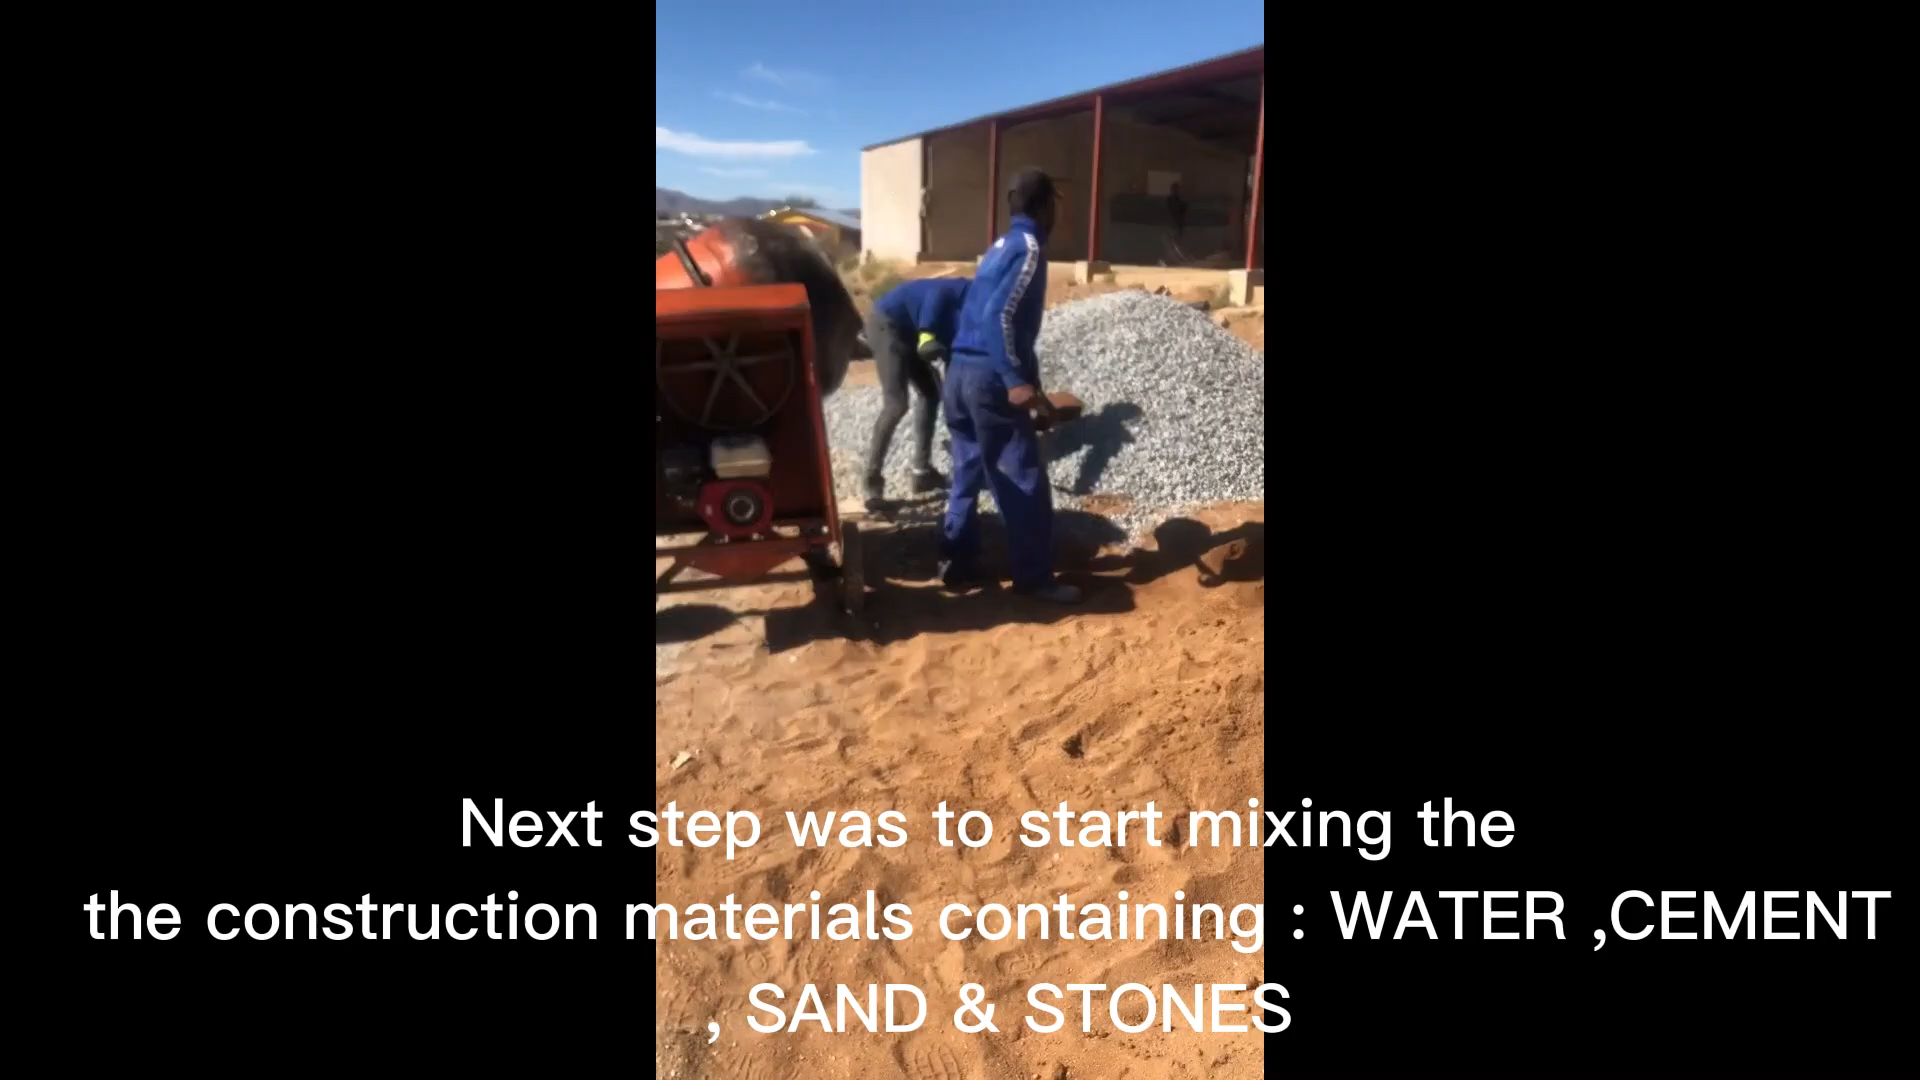 Next step was to start mixing the
the construction materials containing : WATER ,CEMENT
, SAND & STONES